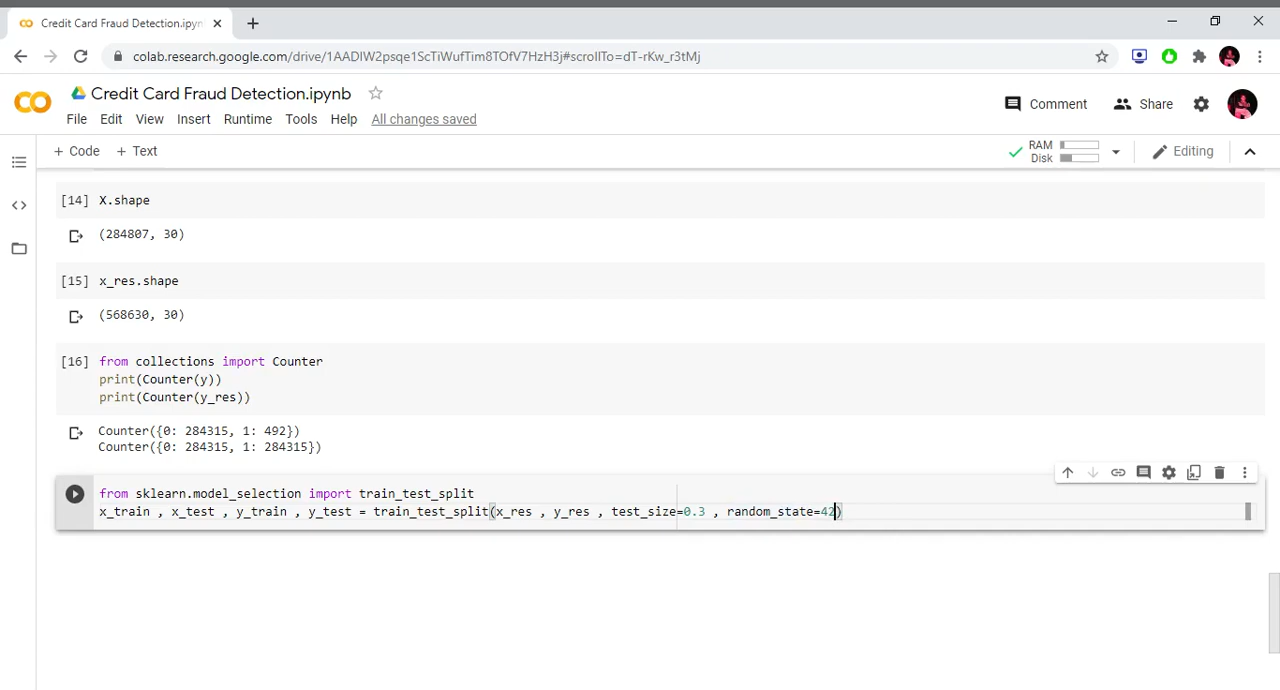 Credit Card Fraud Detection.ipynb
colab.research.google.com/drive/1AADIW2psqe1ScTiWufTim8TOfV7HzH3j#scrollTo=dT-rKw_r3tMj
Credit Card Fraud Detection.ipynb
Comment Share
File Edit View Insert Runtime Tools Help All changes saved
+ Code + Text
RAM
Disk
Editing
[14] X.shape
(284807, 30)
[15] x_res.shape
(568630, 30)
[16] from collections import Counter
print(Counter(y))
print(Counter(y_res))
Counter({0: 284315, 1: 492})
Counter({0: 284315, 1: 284315})
from sklearn.model_selection import train_test_split
x_train , x_test , y_train , y_test = train_test_split(x_res , y_res , test_size=0.3 , random_state=42)